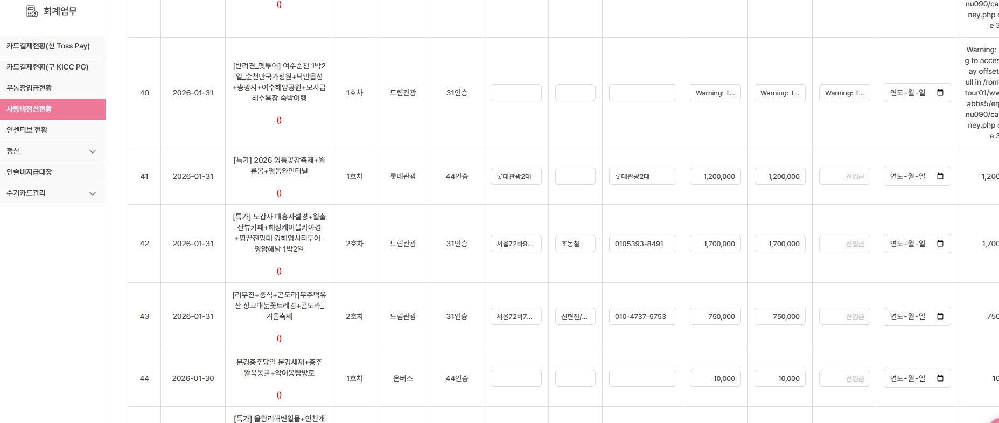 회계업무
카드결제현황(신 Toss Pay)
카드결제현황(구 KICC PG)
무통장입금현황
차량비정산현황
인센티브 현황
정산
인솔비지급대장
수기카드관리
()
nu090/ca
ney.php
e 3
40
2026-01-31
[반려견_펫투어] 여수순천 1박2
일_순천만국가정원+낙안읍성
+송광사+여수해양공원+모사금
해수욕장 숙박여행
()
1호차
드림관광
31인승
Warning: T...
Warning: T...
Warning: T...
연도-월-일
Warning:
g to acces
ay offset
ull in /rom
tour01/ww
abbs5/erp
nu090/ca
ney.php
e 3
41
2026-01-31
[특가] 2026 영동곶감축제+월
류봉+영동와인터널
()
1호차
롯데관광
44인승
롯데관광2대
롯데관광2대
1,200,000
1,200,000
선입금
연도-월-일
1,200
42
2026-01-31
[특가] 도갑사·대흥사설경+월출
산뷰카페+해상케이블카야경
+땅끝전망대 강해영시티투어_
영암해남 1박2일
()
2호차
드림관광
31인승
서울72바9...
조동철
0105393-8491
1,700,000
1,700,000
선입금
연도-월-일
1,700
43
2026-01-31
[리무진+중식+곤도라]무주덕유
산 상고대눈꽃트레킹+곤도라_
겨울축제
()
2호차
드림관광
31인승
서울72바7...
신현진/...
010-4737-5753
750,000
750,000
선입금
연도-월-일
750
44
2026-01-30
문경충주당일 문경새재+충주
활옥동굴+악어봉탐방로
()
1호차
온버스
44인승
10,000
10,000
선입금
연도-월-일
10
[특가] 을왕리해변일몰+인천개